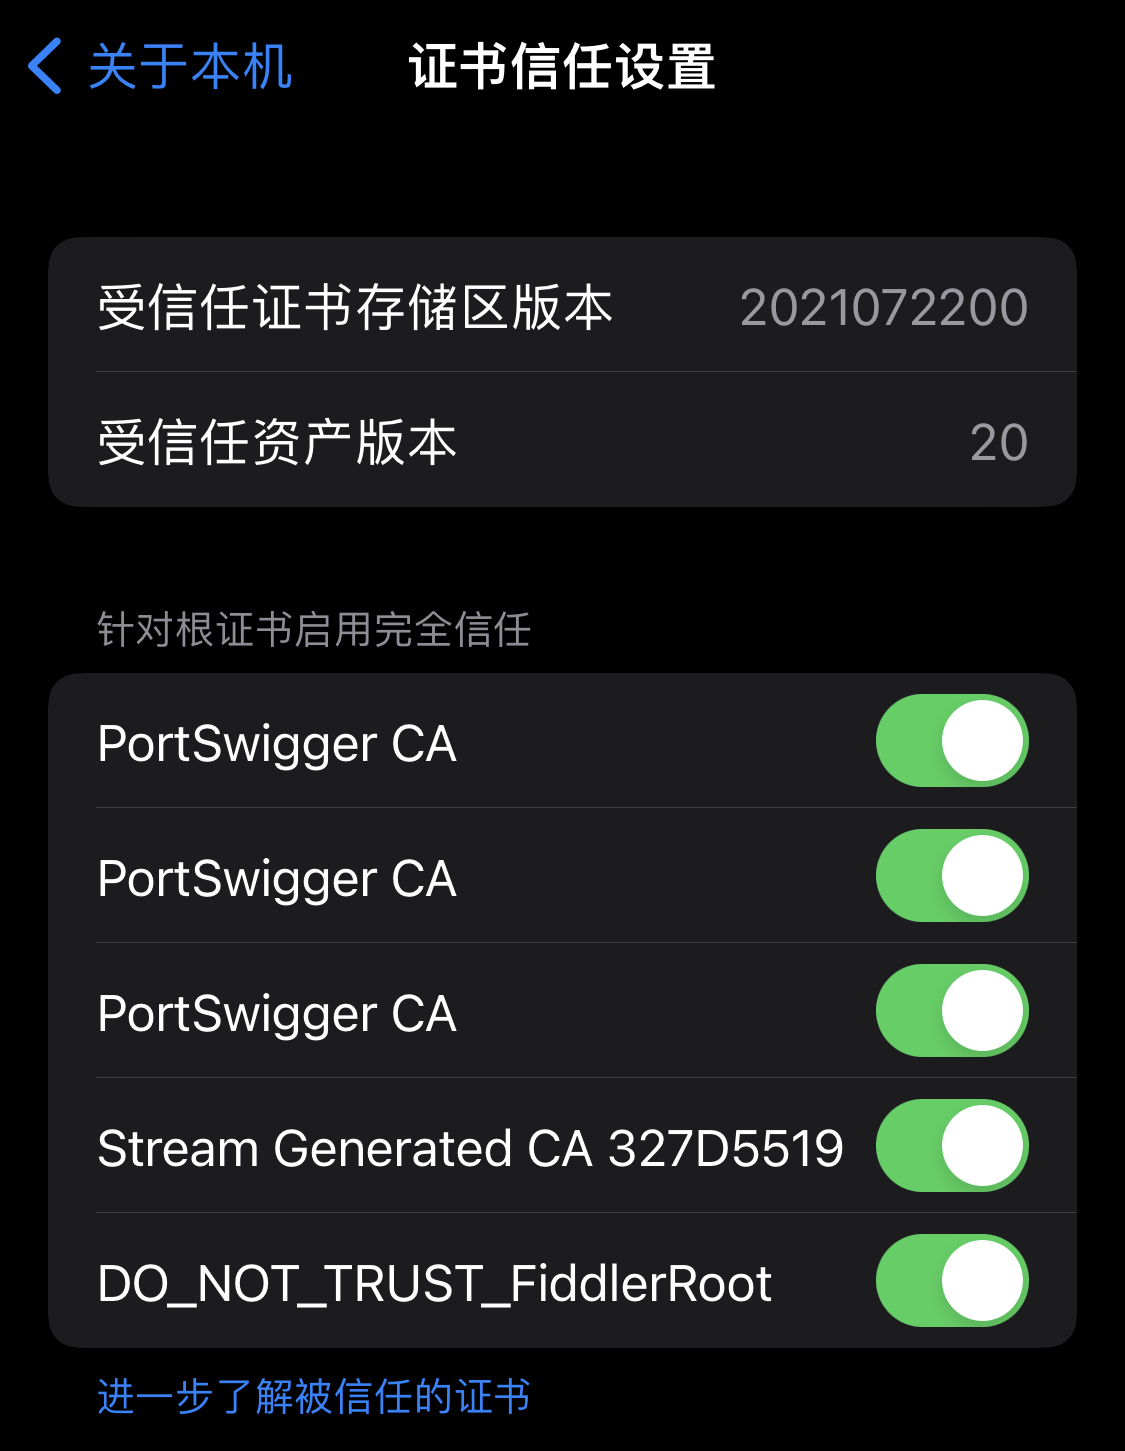 关于本机
证书信任设置
受信任证书存储区版本 2021072200
受信任资产版本 20
针对根证书启用完全信任
PortSwigger CA
PortSwigger CA
PortSwigger CA
Stream Generated CA 327D5519
DO_NOT_TRUST_FiddlerRoot
进一步了解被信任的证书